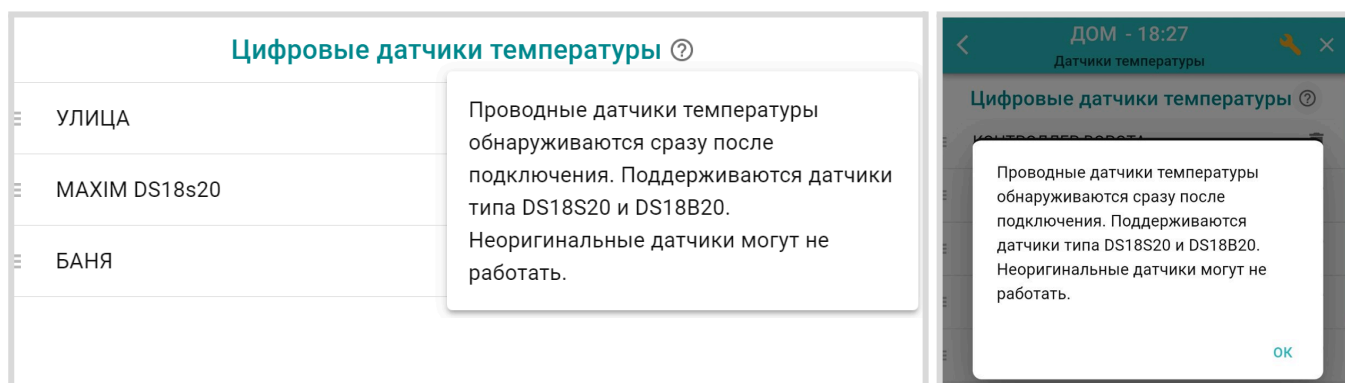 Цифровые датчики температуры
УЛИЦА
MAXIM DS18s20
БАНЯ
Проводные датчики температуры
обнаруживаются сразу после
подключения. Поддерживаются датчики
типа DS18S20 и DS18B20.
Неоригинальные датчики могут не
работать.
ДОМ - 18:27
Датчики температуры
Цифровые датчики температуры
Проводные датчики температуры
обнаруживаются сразу после
подключения. Поддерживаются
датчики типа DS18S20 и DS18B20.
Неоригинальные датчики могут не
работать.
ОК